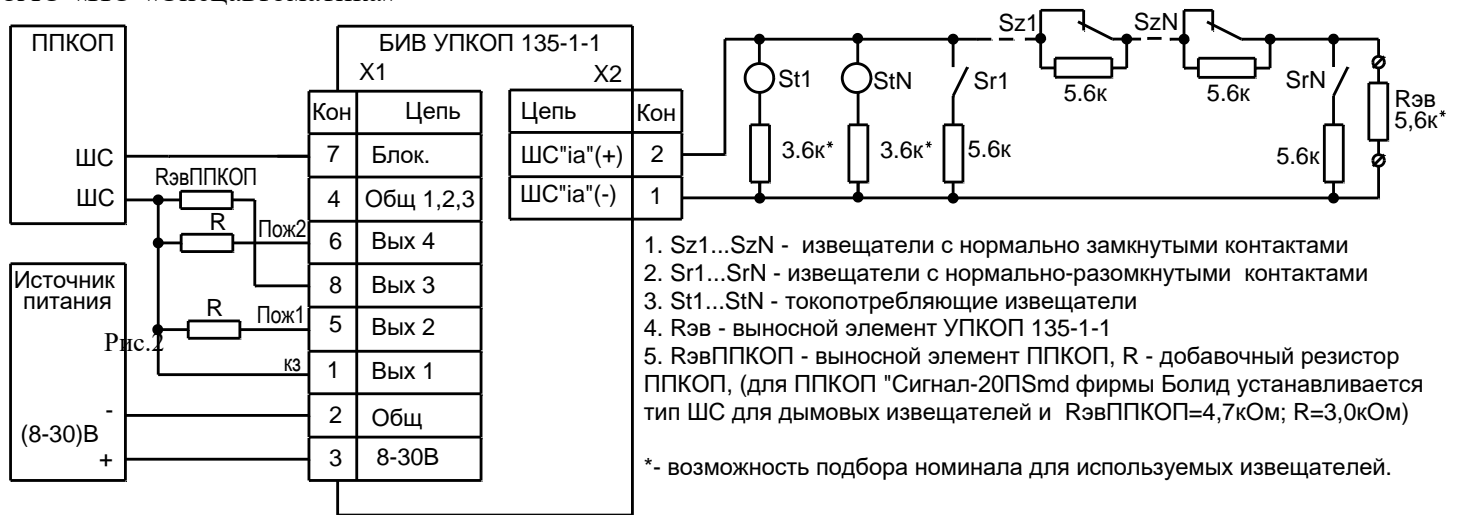 ППКОП
ШС
ШС
RэвППКОП
R
Пож2
R
Пож1
кз
Источник
питания
-
Рис.2
-
(8-30)В
+
БИВ УПКОП 135-1-1
X1
X2
Кон
Цепь
7
Блок.
4
Общ 1,2,3
6
Вых 4
8
Вых 3
5
Вых 2
1
Вых 1
2
Общ
3
8-30В
Цепь
Кон
ШС"ia"(+)
2
ШС"ia"(-)
1
St1
StN
Sr1
Sz1
SzN
SrN
3.6к*
3.6к*
5.6к
5.6к
5.6к
5.6к
Rэв
5,6к*
1. Sz1...SzN - извещатели с нормально замкнутыми контактами
2. Sr1...SrN - извещатели с нормально-разомкнутыми контактами
3. St1...StN - токопотребляющие извещатели
4. Rэв - выносной элемент УПКОП 135-1-1
5. RэвППКОП - выносной элемент ППКОП, R - добавочный резистор
ППКОП, (для ППКОП "Сигнал-20ПSmd фирмы Болид устанавливается
тип ШС для дымовых извещателей и RэвППКОП=4,7кОм; R=3,0кОм)
*- возможность подбора номинала для используемых извещателей.